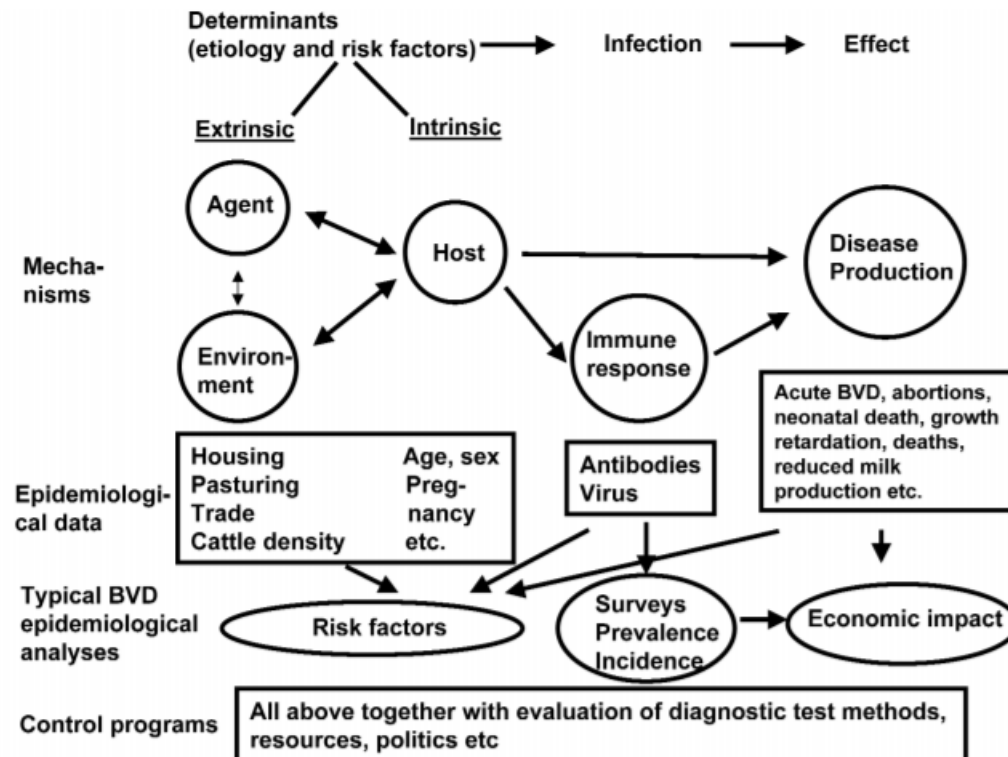 Determinants
(etiology and risk factors)
Infection
Effect
Extrinsic
Intrinsic
Agent
Host
Disease
Production
Mecha-
nisms
Environ-
ment
Immune
response
Acute BVD, abortions,
neonatal death, growth
retardation, deaths,
reduced milk
production etc.
Epidemiologi-
cal data
Housing
Pasturing
Trade
Cattle density
Age, sex
Preg-
nancy
etc.
Antibodies
Virus
Typical BVD
epidemiological
analyses
Risk factors
Surveys
Prevalence
Incidence
Economic impact
Control programs
All above together with evaluation of diagnostic test methods,
resources, politics etc